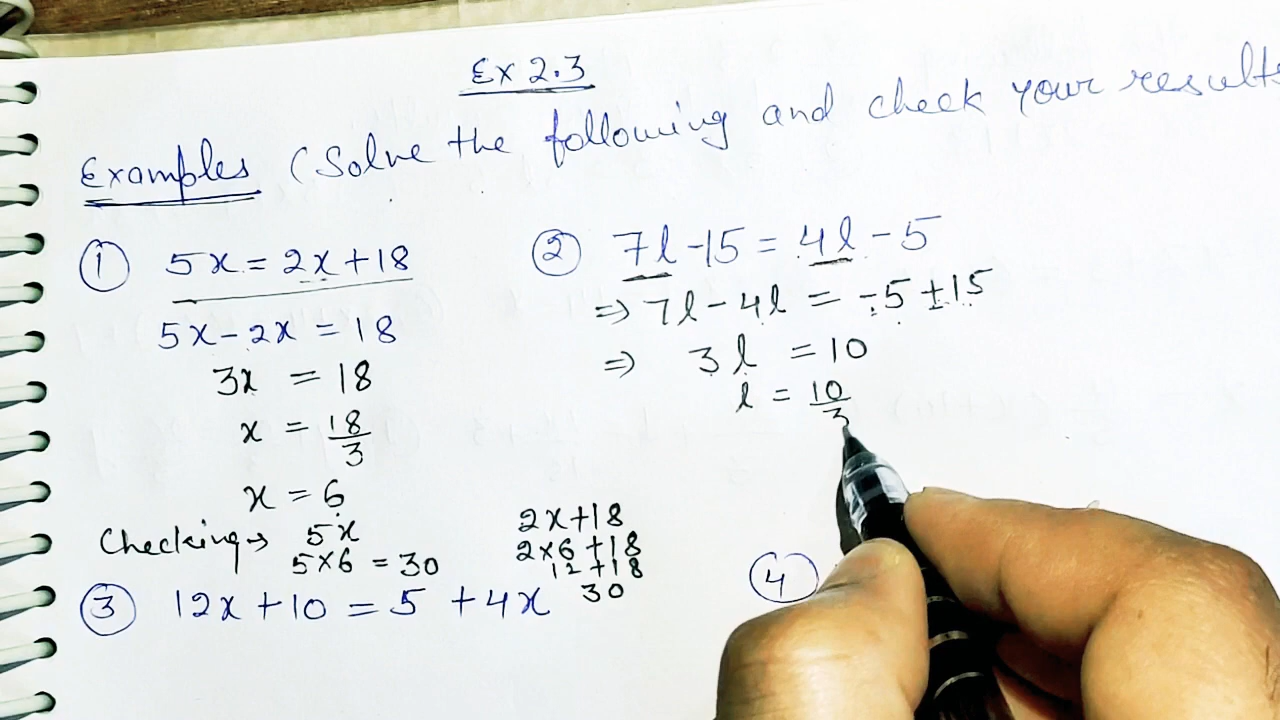 Ex 2.3
Examples (Solve the following and check your results
① 5x = 2x + 18
5x - 2x = 18
3x = 18
x = 18/3
x = 6
Checking → 5x
5×6 = 30
2x+18
2×6 +18
12 +18
30
② 7l - 15 = 4l - 5
⇒ 7l - 4l = -5 + 15
⇒ 3l = 10
l = 10/3
③ 12x + 10 = 5 + 4x
④